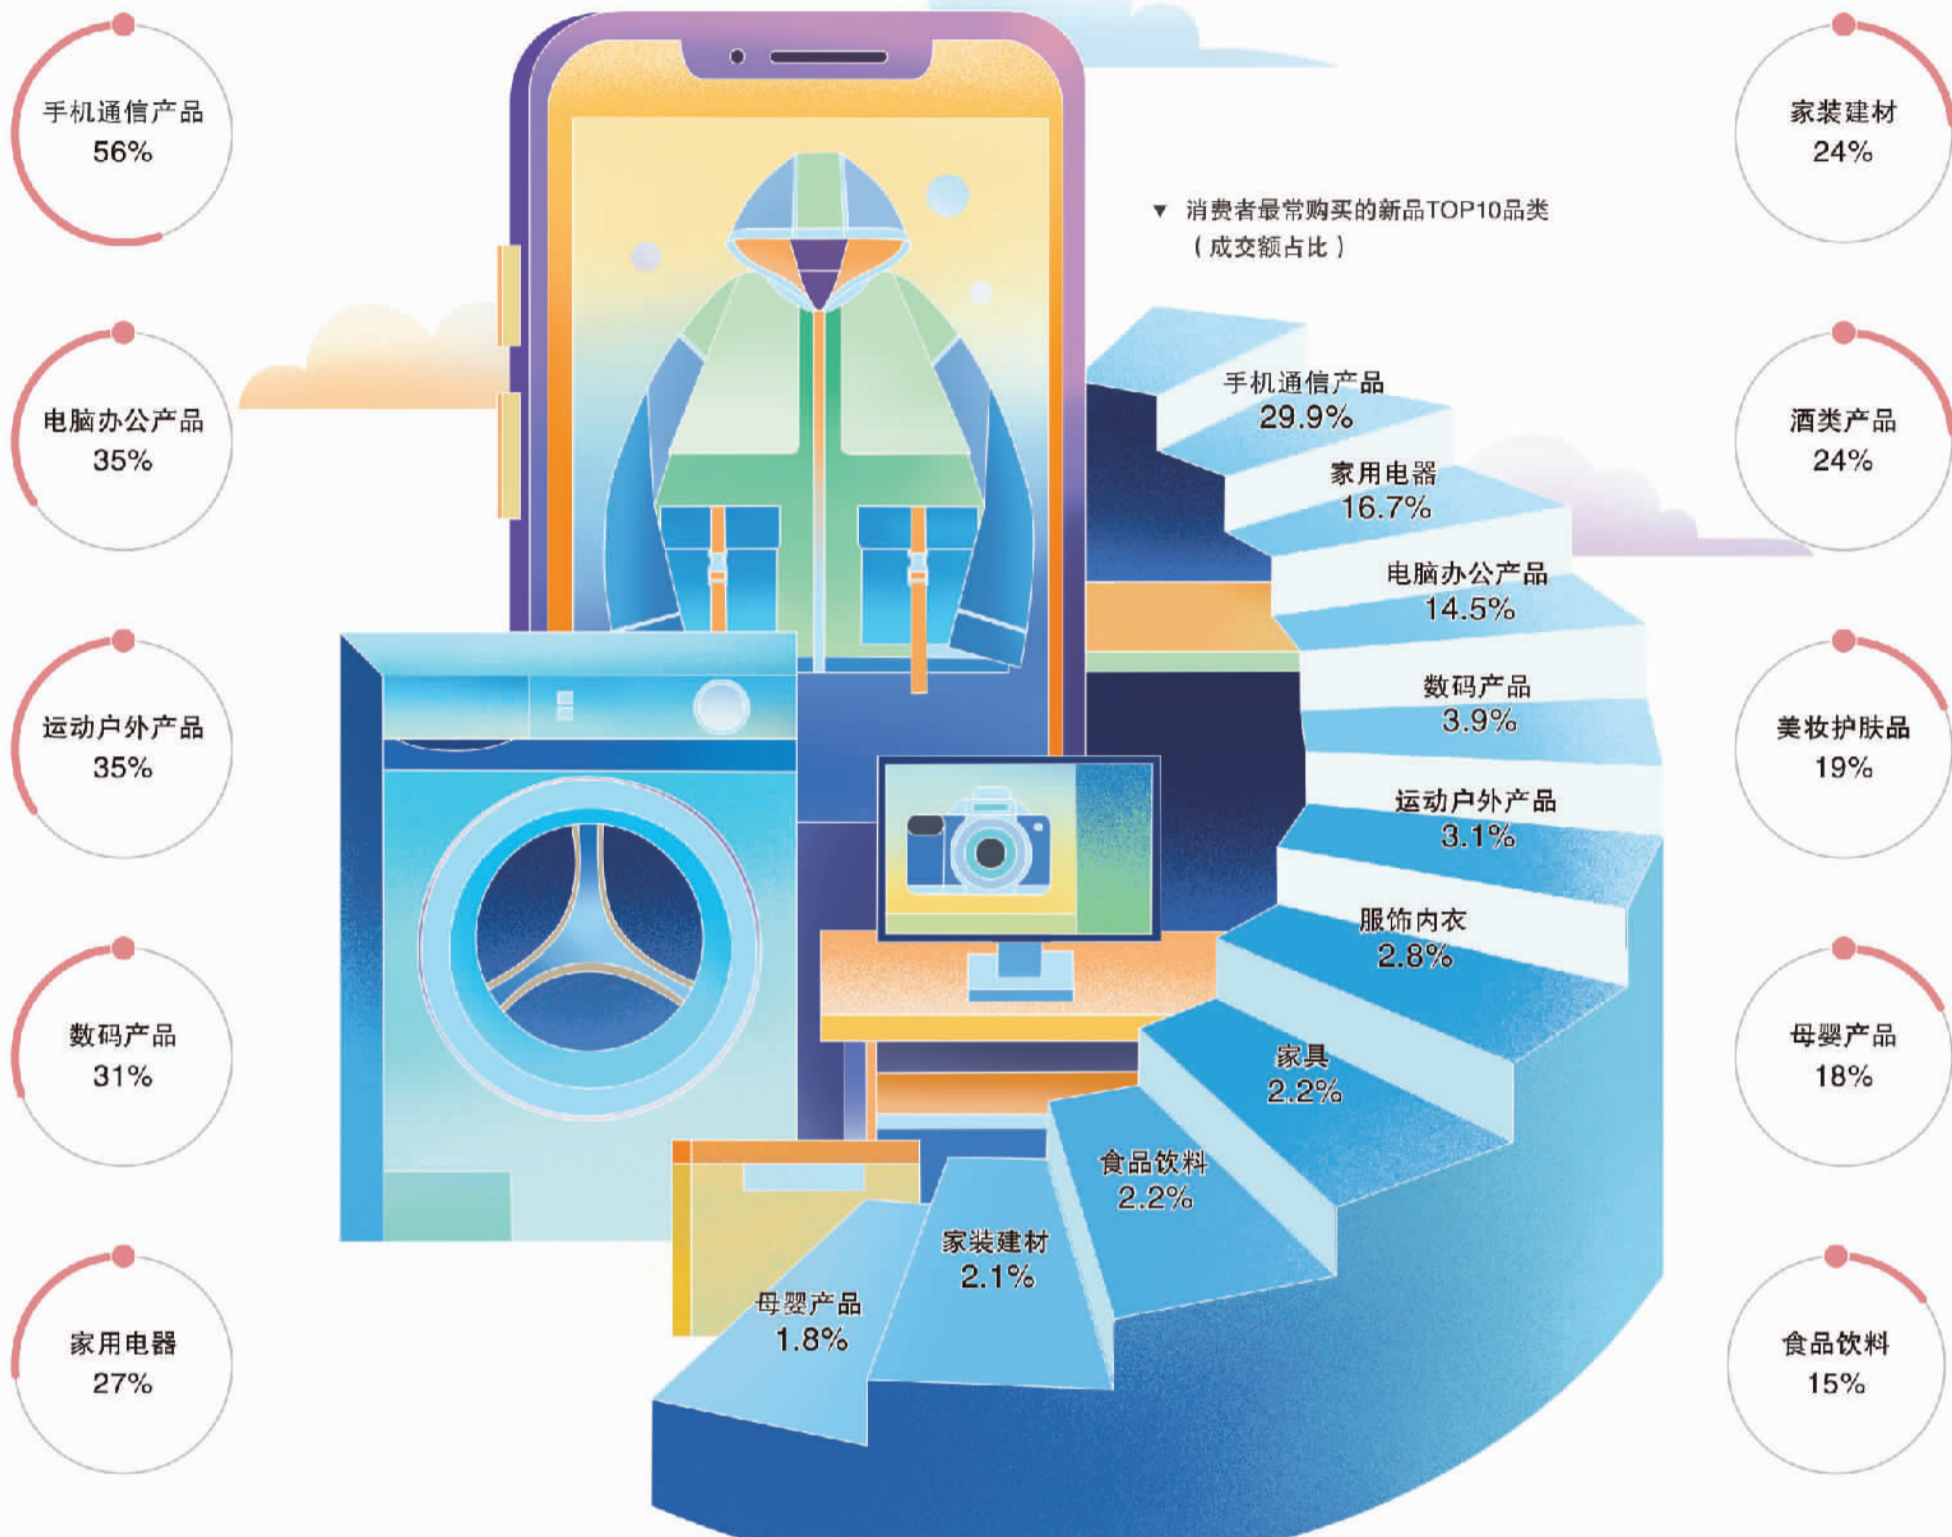 手机通信产品
56%
电脑办公产品
35%
运动户外产品
35%
数码产品
31%
家用电器
27%
▼ 消费者最常购买的新品TOP10品类
(成交额占比)
手机通信产品
29.9%
家用电器
16.7%
电脑办公产品
14.5%
数码产品
3.9%
运动户外产品
3.1%
服饰内衣
2.8%
家具
2.2%
食品饮料
2.2%
家装建材
2.1%
母婴产品
1.8%
家装建材
24%
酒类产品
24%
美妆护肤品
19%
母婴产品
18%
食品饮料
15%